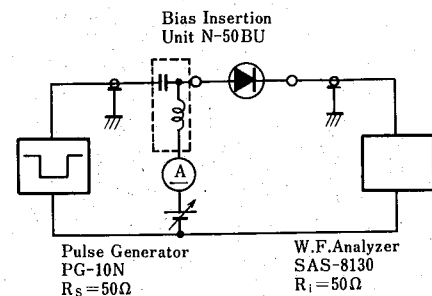 Bias Insertion
Unit N-50BU
A
Pulse Generator
PG-10N
Rs=50Ω
W.F.Analyzer
SAS-8130
Ri=50Ω